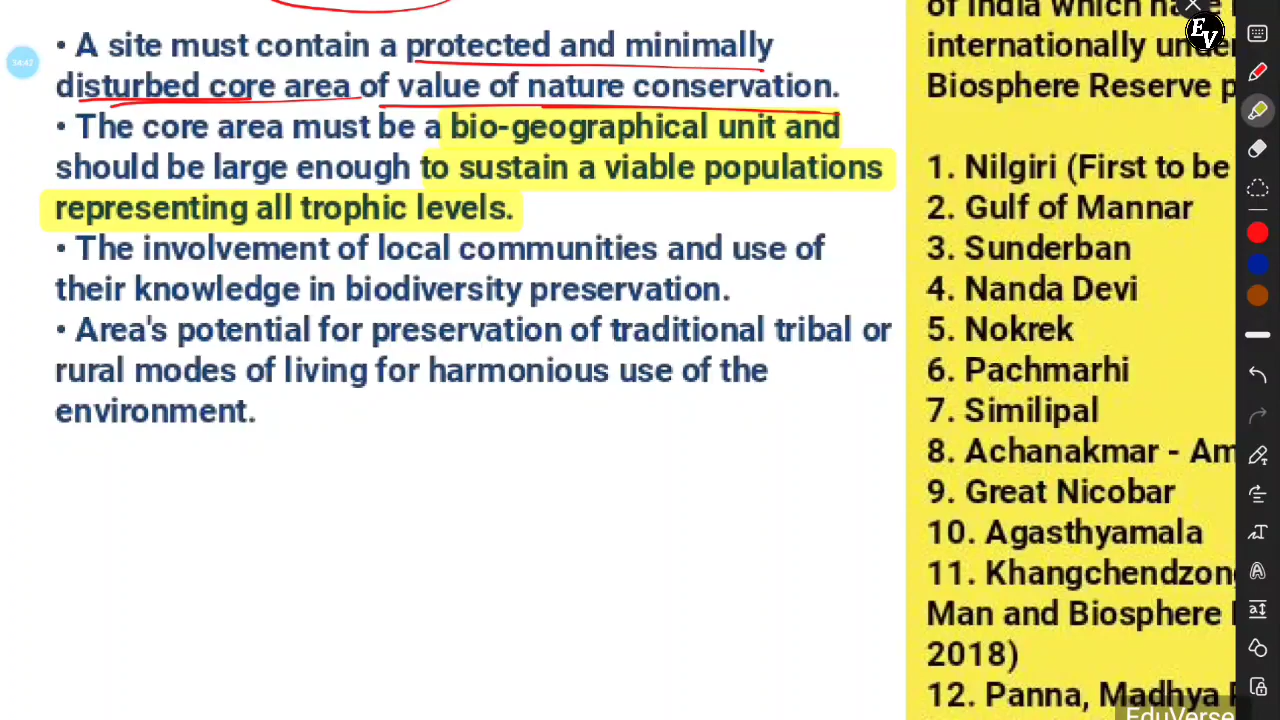 • A site must contain a protected and minimally
disturbed core area of value of nature conservation.
• The core area must be a bio-geographical unit and
should be large enough to sustain a viable populations
representing all trophic levels.
• The involvement of local communities and use of
their knowledge in biodiversity preservation.
• Area's potential for preservation of traditional tribal or
rural modes of living for harmonious use of the
environment.
of India which
internationally
Biosphere Reserve
1. Nilgiri (First to be
2. Gulf of Mannar
3. Sunderban
4. Nanda Devi
5. Nokrek
6. Pachmarhi
7. Similipal
8. Achanakmar -
9. Great Nicobar
10. Agasthyamala
11.
Man and Biosphere
2018)
12. Panna, Madhya
EV
14:42
EduVerse